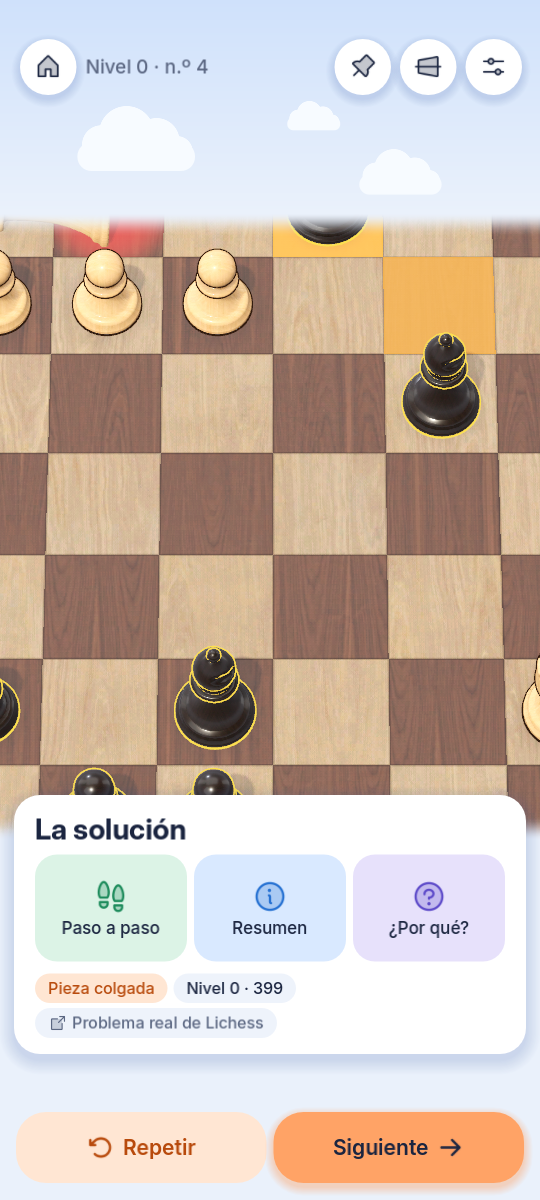 Nivel 0 · n.º 4
La solución
Paso a paso
Resumen
¿Por qué?
Pieza colgada
Nivel 0 · 399
Problema real de Lichess
Repetir
Siguiente